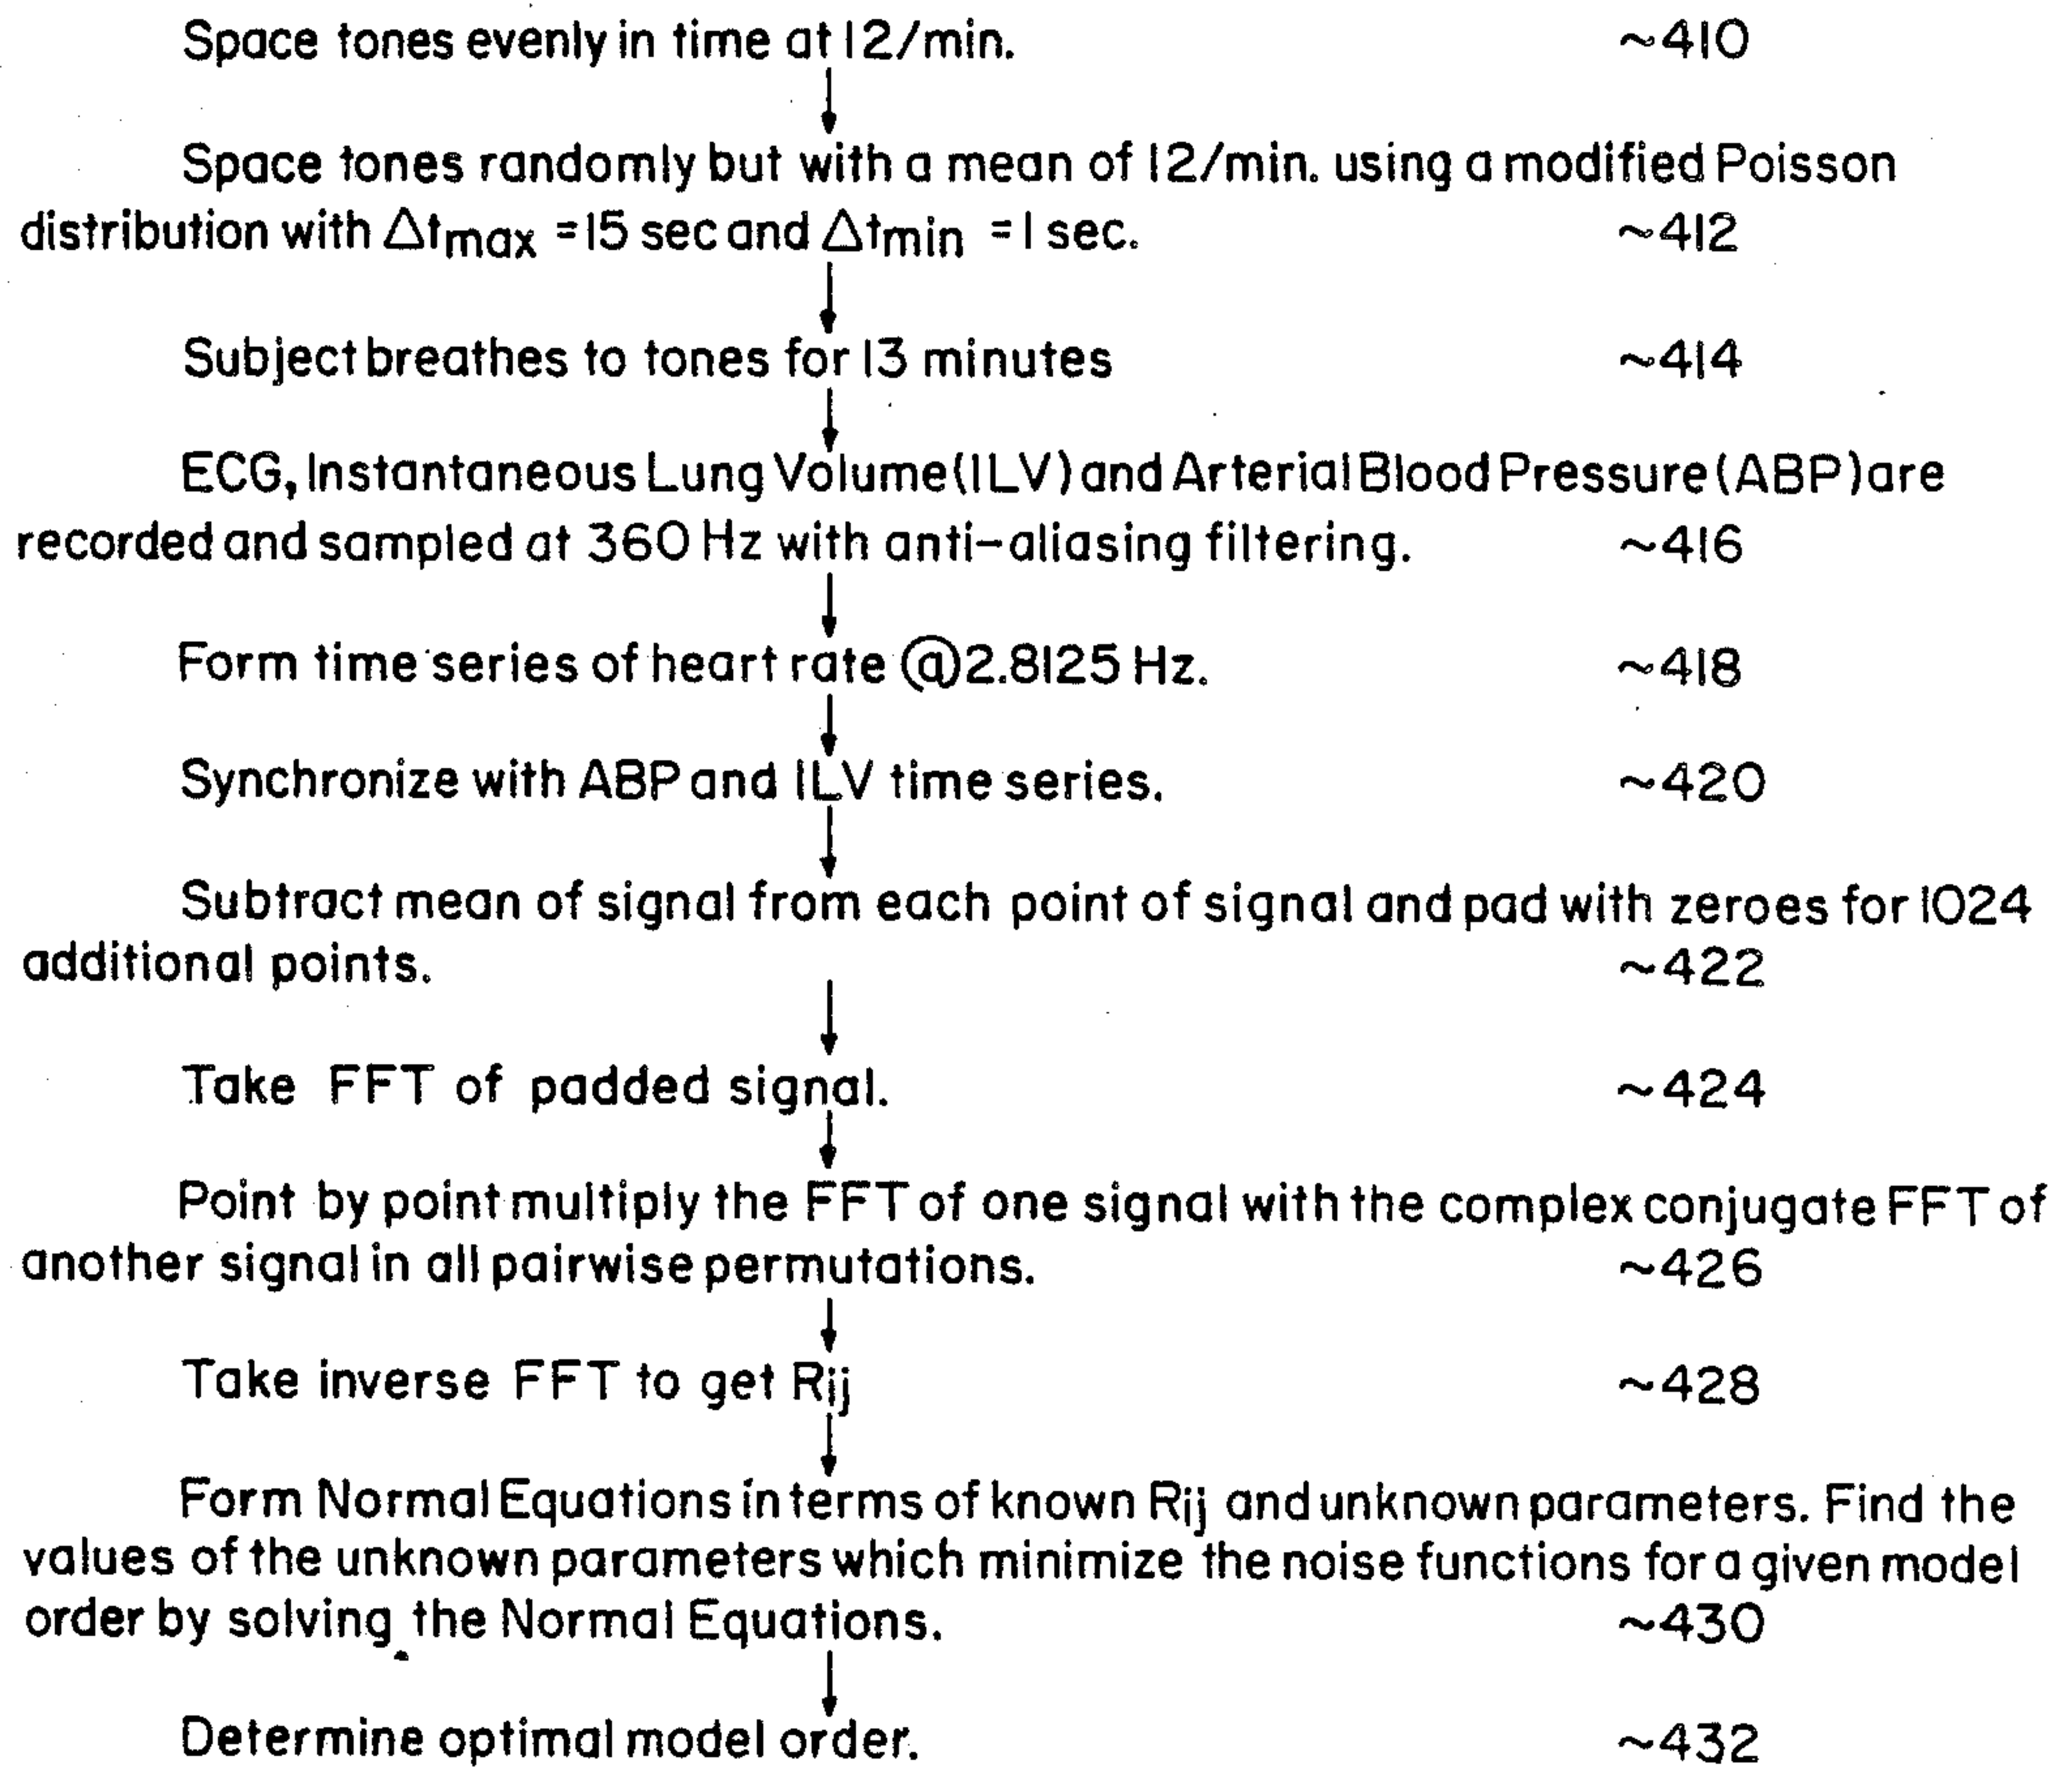 Space tones evenly in time at 12/min. ~410
Space tones randomly but with a mean of 12/min. using a modified Poisson
distribution with Δtmax = 15 sec and Δtmin = 1 sec. ~412
Subject breathes to tones for 13 minutes ~414
ECG, Instantaneous Lung Volume (ILV) and Arterial Blood Pressure (ABP) are
recorded and sampled at 360 Hz with anti-aliasing filtering. ~416
Form time series of heart rate @ 2.8125 Hz. ~418
Synchronize with ABP and ILV time series. ~420
Subtract mean of signal from each point of signal and pad with zeroes for 1024
additional points. ~422
Take FFT of padded signal. ~424
Point by point multiply the FFT of one signal with the complex conjugate FFT of
another signal in all pairwise permutations. ~426
Take inverse FFT to get Rij ~428
Form Normal Equations in terms of known Rij and unknown parameters. Find the
values of the unknown parameters which minimize the noise functions for a given model
order by solving the Normal Equations. ~430
Determine optimal model order. ~432